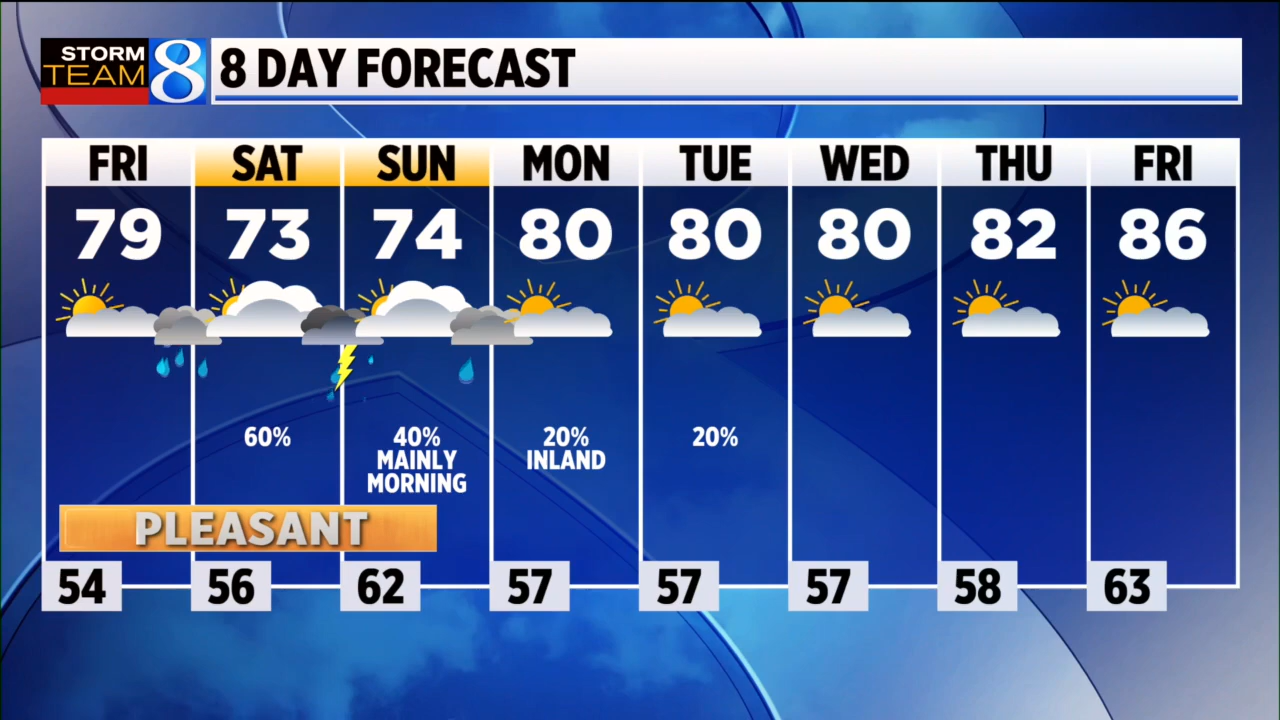 STORM
TEAM 8
8 DAY FORECAST
FRI SAT SUN MON TUE WED THU FRI
79 73 74 80 80 80 82 86
60% 40% 20% 20%
MAINLY INLAND
MORNING
PLEASANT
54 56 62 57 57 57 58 63